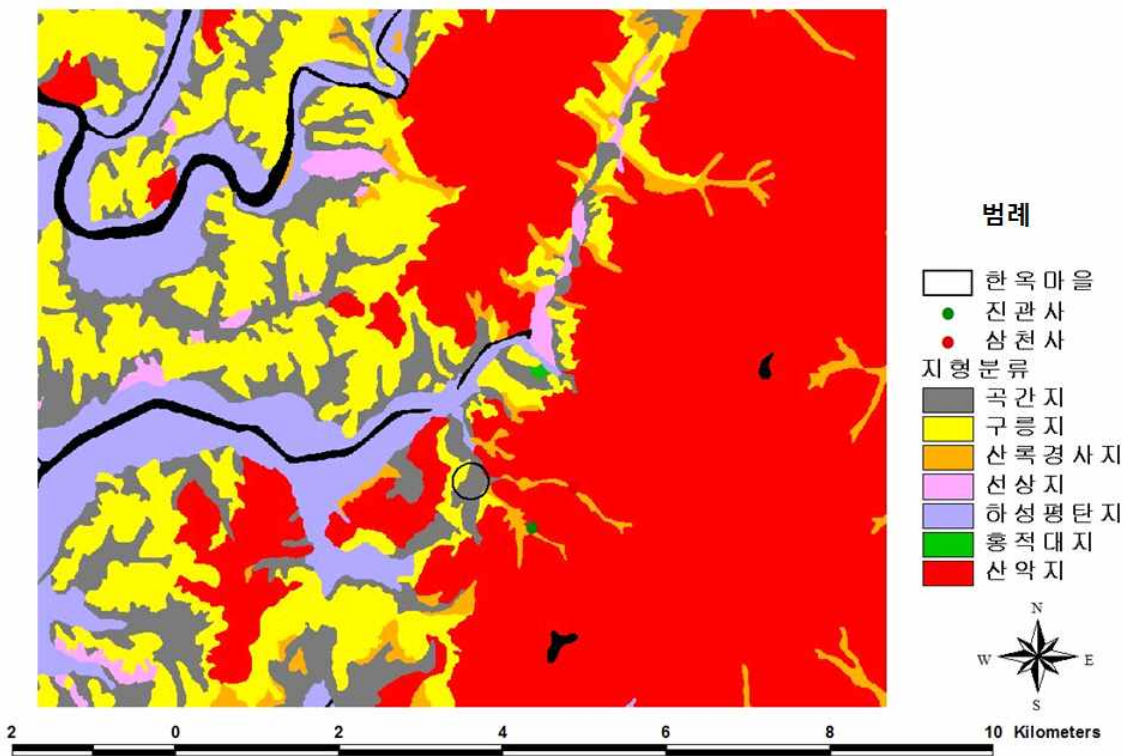 범례
한옥마을
진관사
삼천사
지형분류
곡간지
구릉지
산록경사지
선상지
하성평탄지
홍적대지
산악지
N
W E
S
2 0 2 4 6 8 10 Kilometers